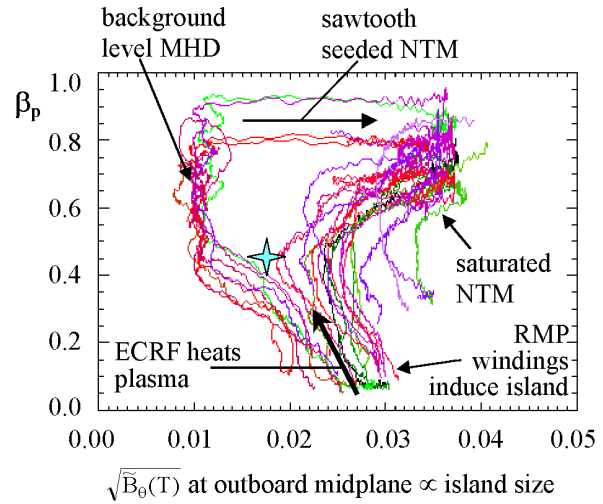 background
level MHD
sawtooth
seeded NTM
1.0
βp
0.8
0.6
0.4
0.2
0.0
saturated
NTM
ECRF heats
plasma
RMP
windings
induce island
0.00 0.01 0.02 0.03 0.04 0.05
√B̃θ(T) at outboard midplane ∝ island size